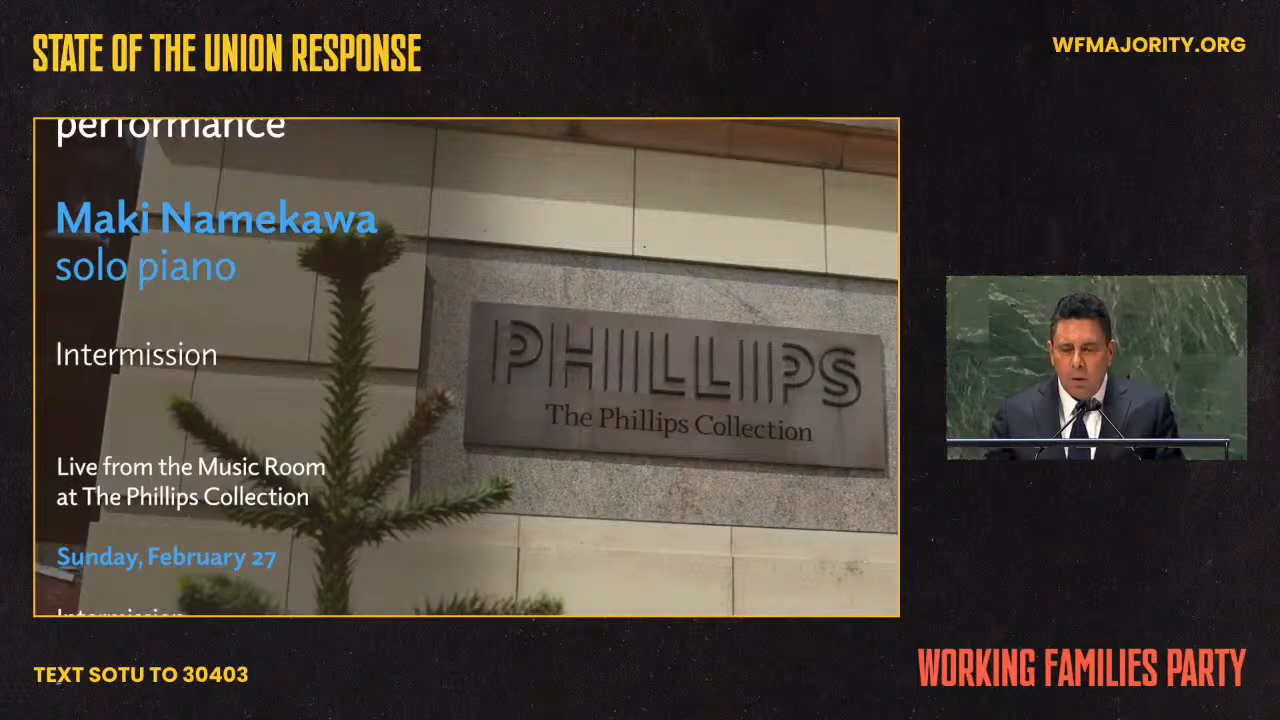 STATE OF THE UNION RESPONSE
WFMAJORITY.ORG
performance
Maki Namekawa
solo piano
Intermission
Live from the Music Room
at The Phillips Collection
Sunday, February 27
Intermission
PHILLIPS
The Phillips Collection
TEXT SOTU TO 30403
WORKING FAMILIES PARTY